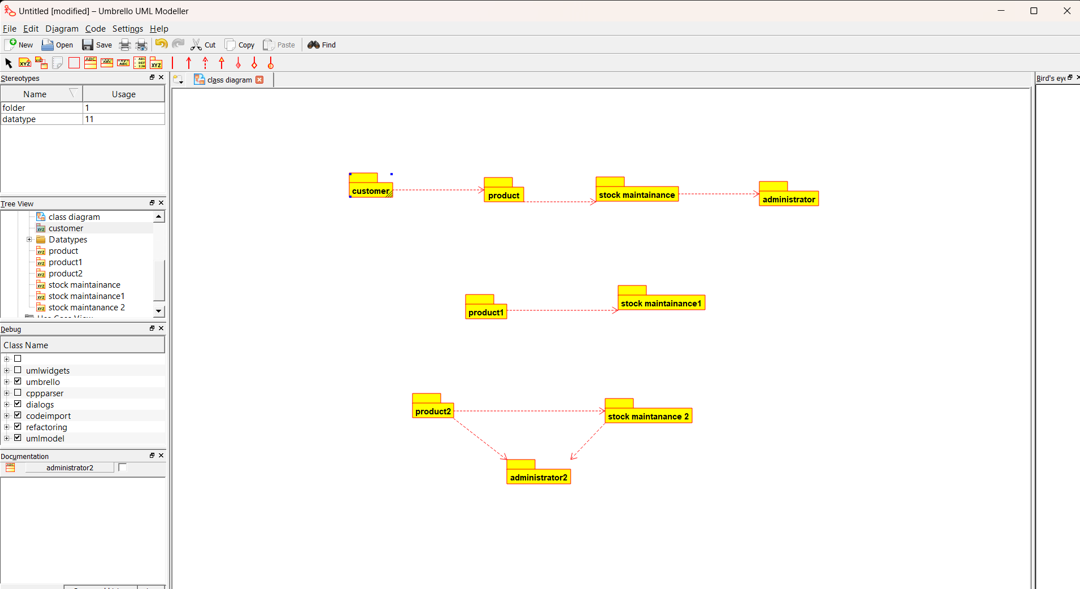 Untitled [modified] – Umbrello UML Modeller
File Edit Diagram Code Settings Help
New Open Save Cut Copy Paste Find
Stereotypes
class diagram
Bird's eye
Name Usage
folder 1
datatype 11
Tree View
class diagram
customer
Datatypes
product
product1
product2
stock maintainance
stock maintainance1
stock maintanance 2
Debug
Class Name
umlwidgets
umbrello
cppparser
dialogs
codeimport
refactoring
umlmodel
Documentation
administrator2
customer
product
stock maintainance
administrator
product1
stock maintainance1
product2
stock maintanance 2
administrator2